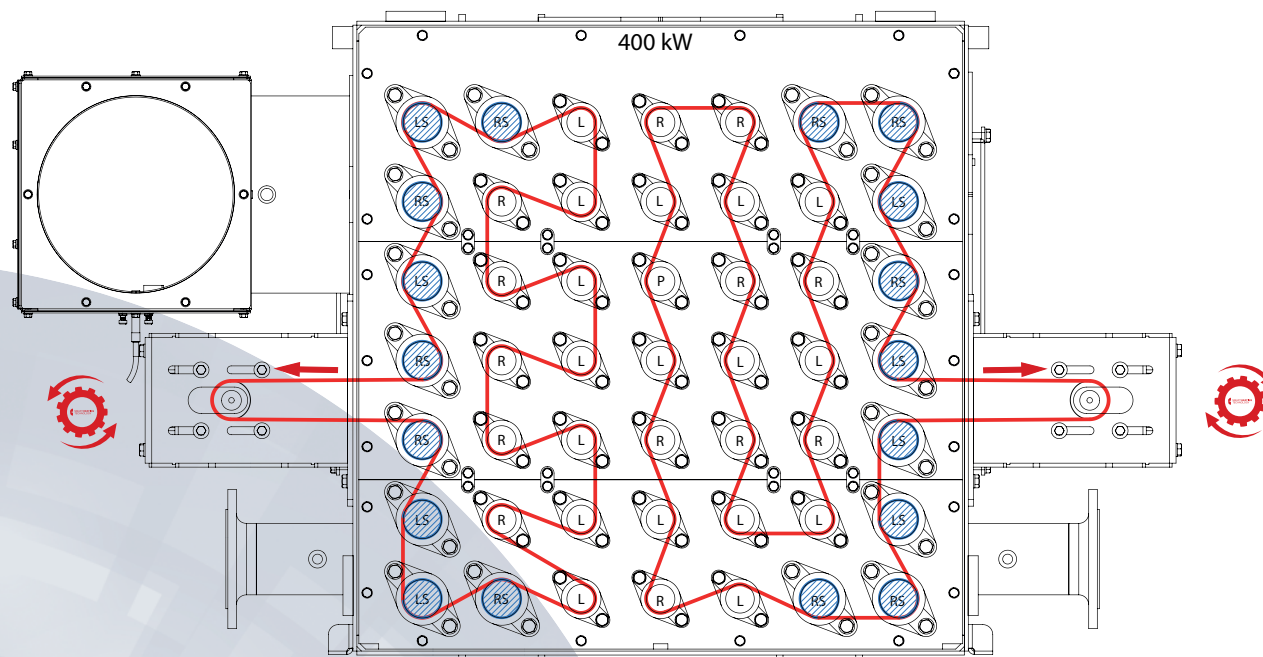 400 kW
LS RS L R R RS RS
RS R L L L L LS
LS R L P R R RS
RS R L L L L LS
RS R L R R R LS
LS R L L L L LS
LS RS L R L RS RS